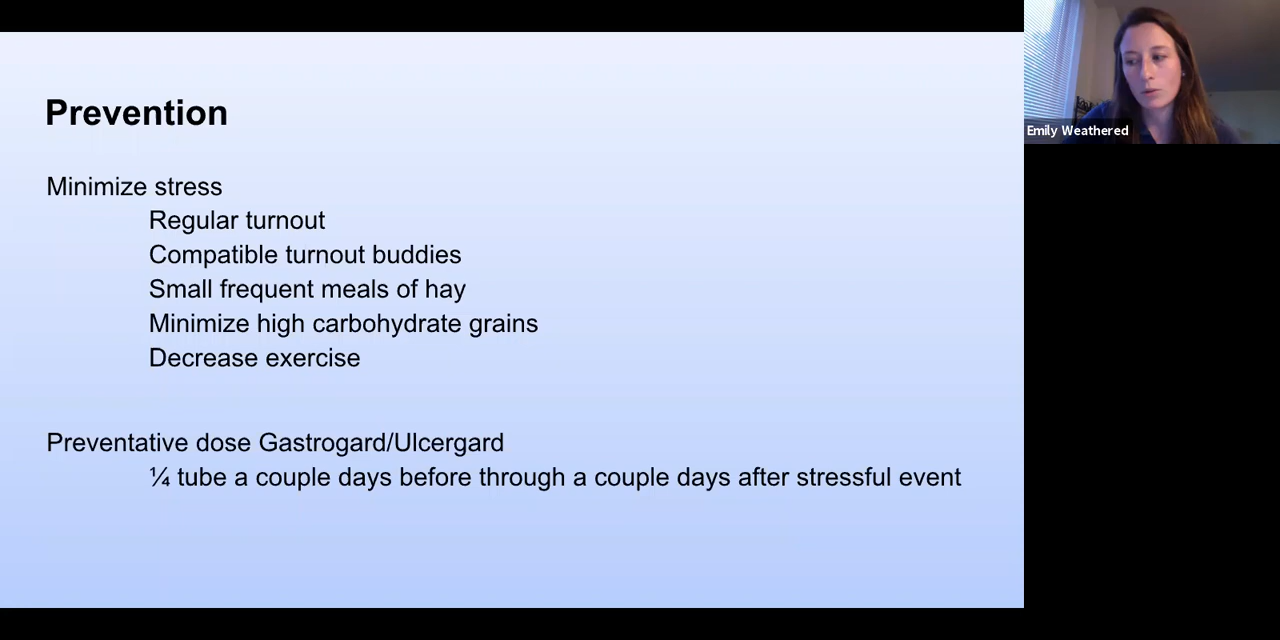 Prevention
Minimize stress
Regular turnout
Compatible turnout buddies
Small frequent meals of hay
Minimize high carbohydrate grains
Decrease exercise
Preventative dose Gastrogard/Ulcergard
¼ tube a couple days before through a couple days after stressful event
Emily Weathered